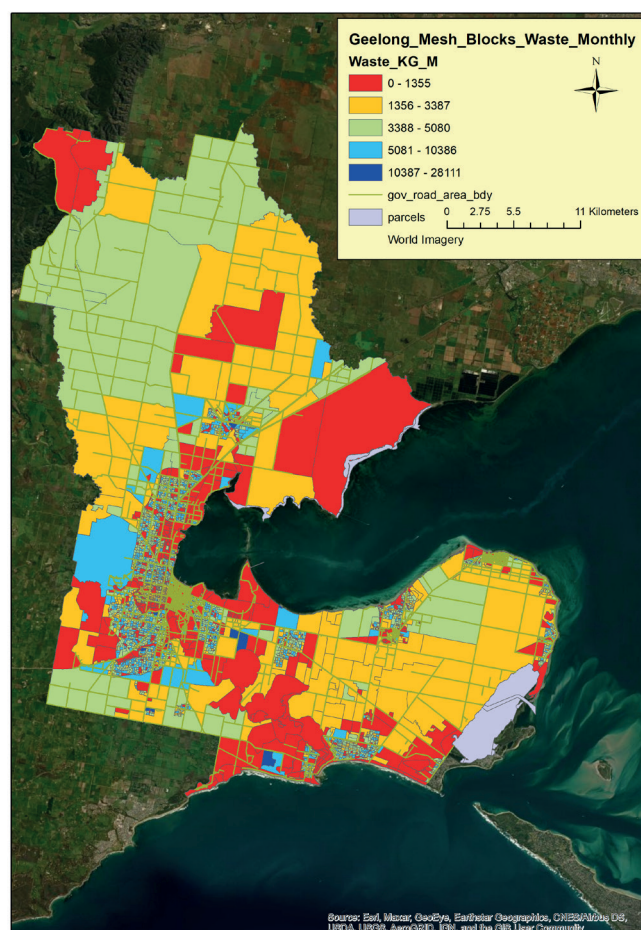 Geelong_Mesh_Blocks_Waste_Monthly
Waste_KG_M
N
0 - 1355
1356 - 3387
3388 - 5080
5081 - 10386
10387 - 28111
gov_road_area_bdy
parcels
0 2.75 5.5 11 Kilometers
World Imagery
Source: Esri, Maxar, GeoEye, Earthstar Geographics, CNES/Airbus DS,
USDA, USGS, AeroGRID, IGN, and the GIS User Community